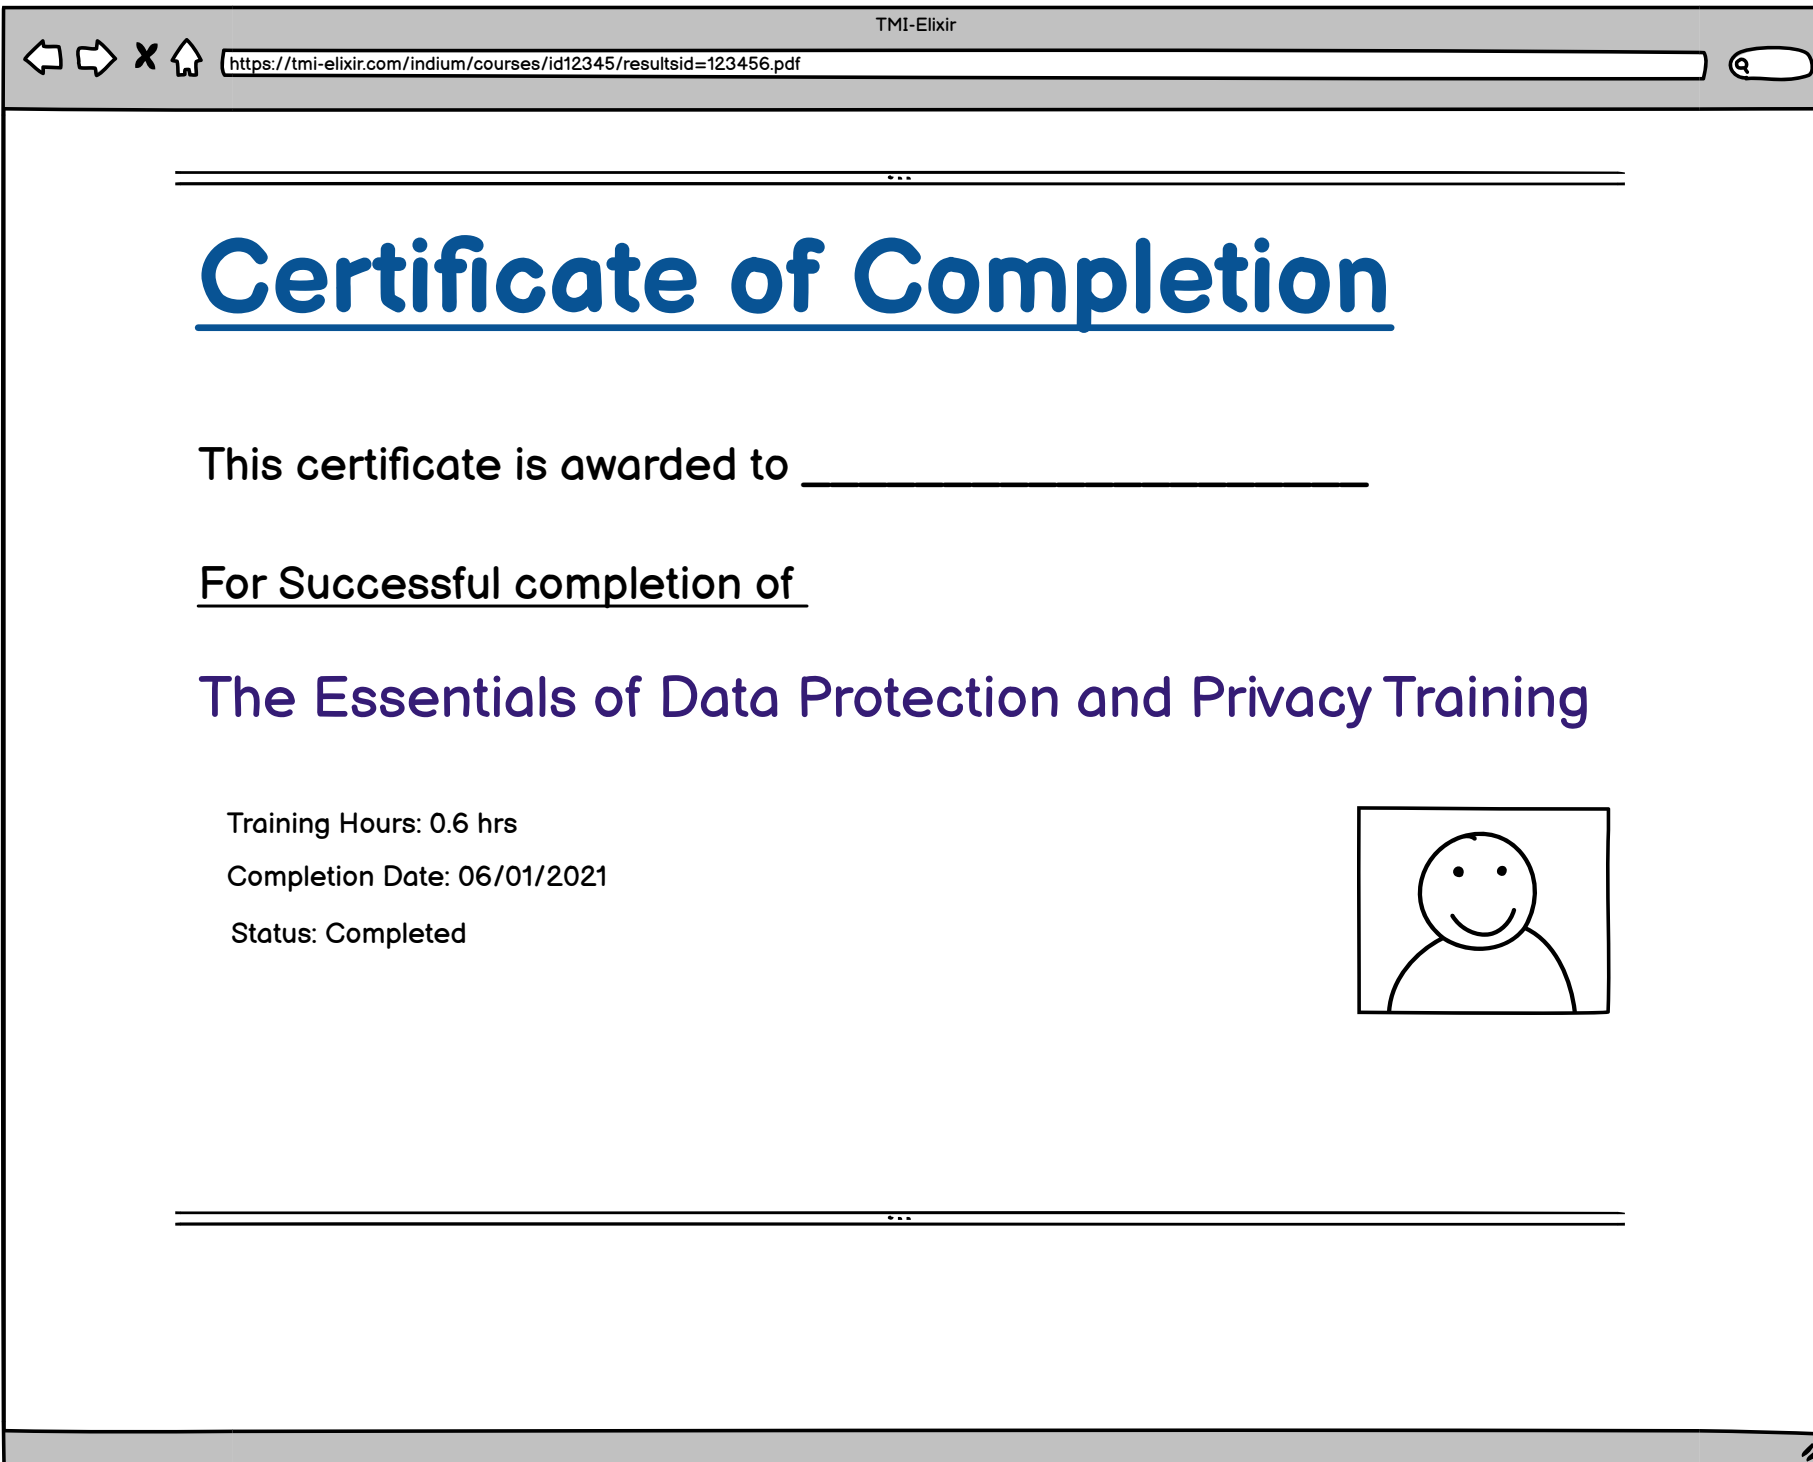 TMI-Elixir
https://tmi-elixir.com/indium/courses/id12345/resultsid=123456.pdf
Certificate of Completion
This certificate is awarded to ____________________
For Successful completion of
The Essentials of Data Protection and Privacy Training
Training Hours: 0.6 hrs
Completion Date: 06/01/2021
Status: Completed